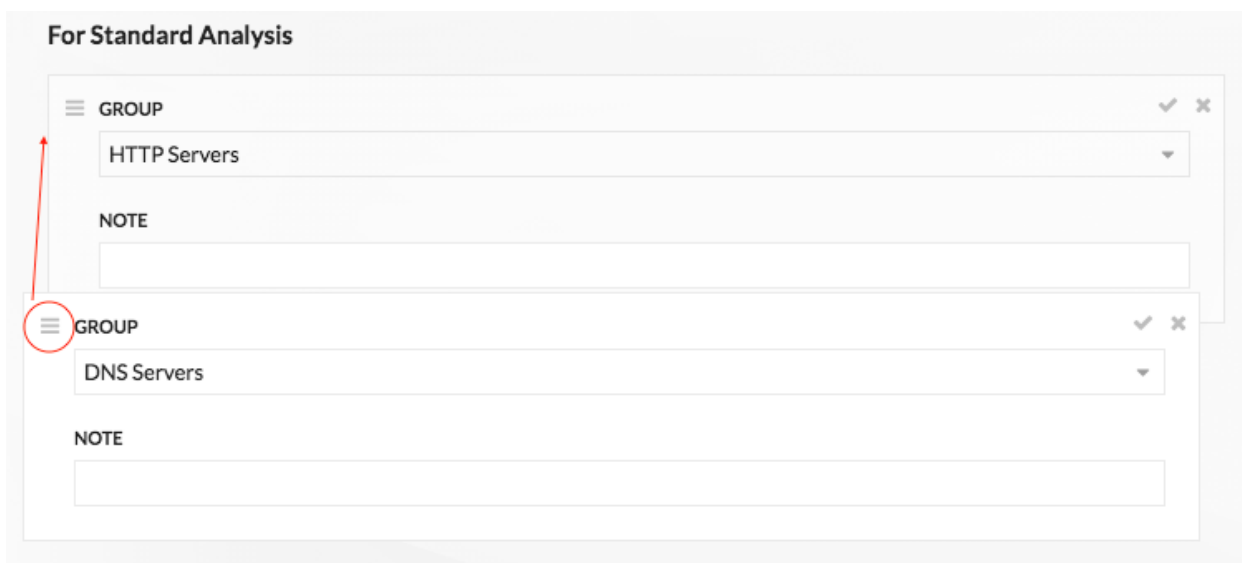 For Standard Analysis
GROUP
HTTP Servers
NOTE
GROUP
DNS Servers
NOTE